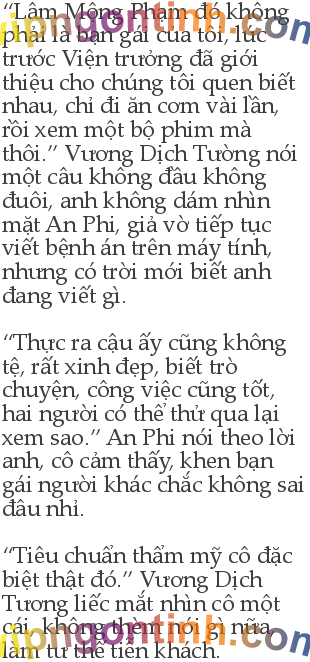 “Lâm Mộng Phạm đó không
phải là bạn gái của tôi, lúc
trước Viện trưởng đã giới
thiệu cho chúng tôi quen biết
nhau, chỉ đi ăn cơm vài lần,
rồi xem một bộ phim mà
thôi.” Vương Dịch Tường nói
một câu không đầu không
đuôi, anh không dám nhìn
mặt An Phi, giả vờ tiếp tục
viết bệnh án trên máy tính,
nhưng có trời mới biết anh
đang viết gì.
“Thực ra cậu ấy cũng không
tệ, rất xinh đẹp, biết trò
chuyện, công việc cũng tốt,
hai người có thể thử qua lại
xem sao.” An Phi nói theo lời
anh, cô cảm thấy, khen bạn
gái người khác chắc không sai
đâu nhỉ.
“Tiêu chuẩn thẩm mỹ cô đặc
biệt thật đó.” Vương Dịch
Tương liếc mắt nhìn cô một
cái, không thèm nói gì nữa,
làm tư thế tiễn khách.
vipngontinh.com